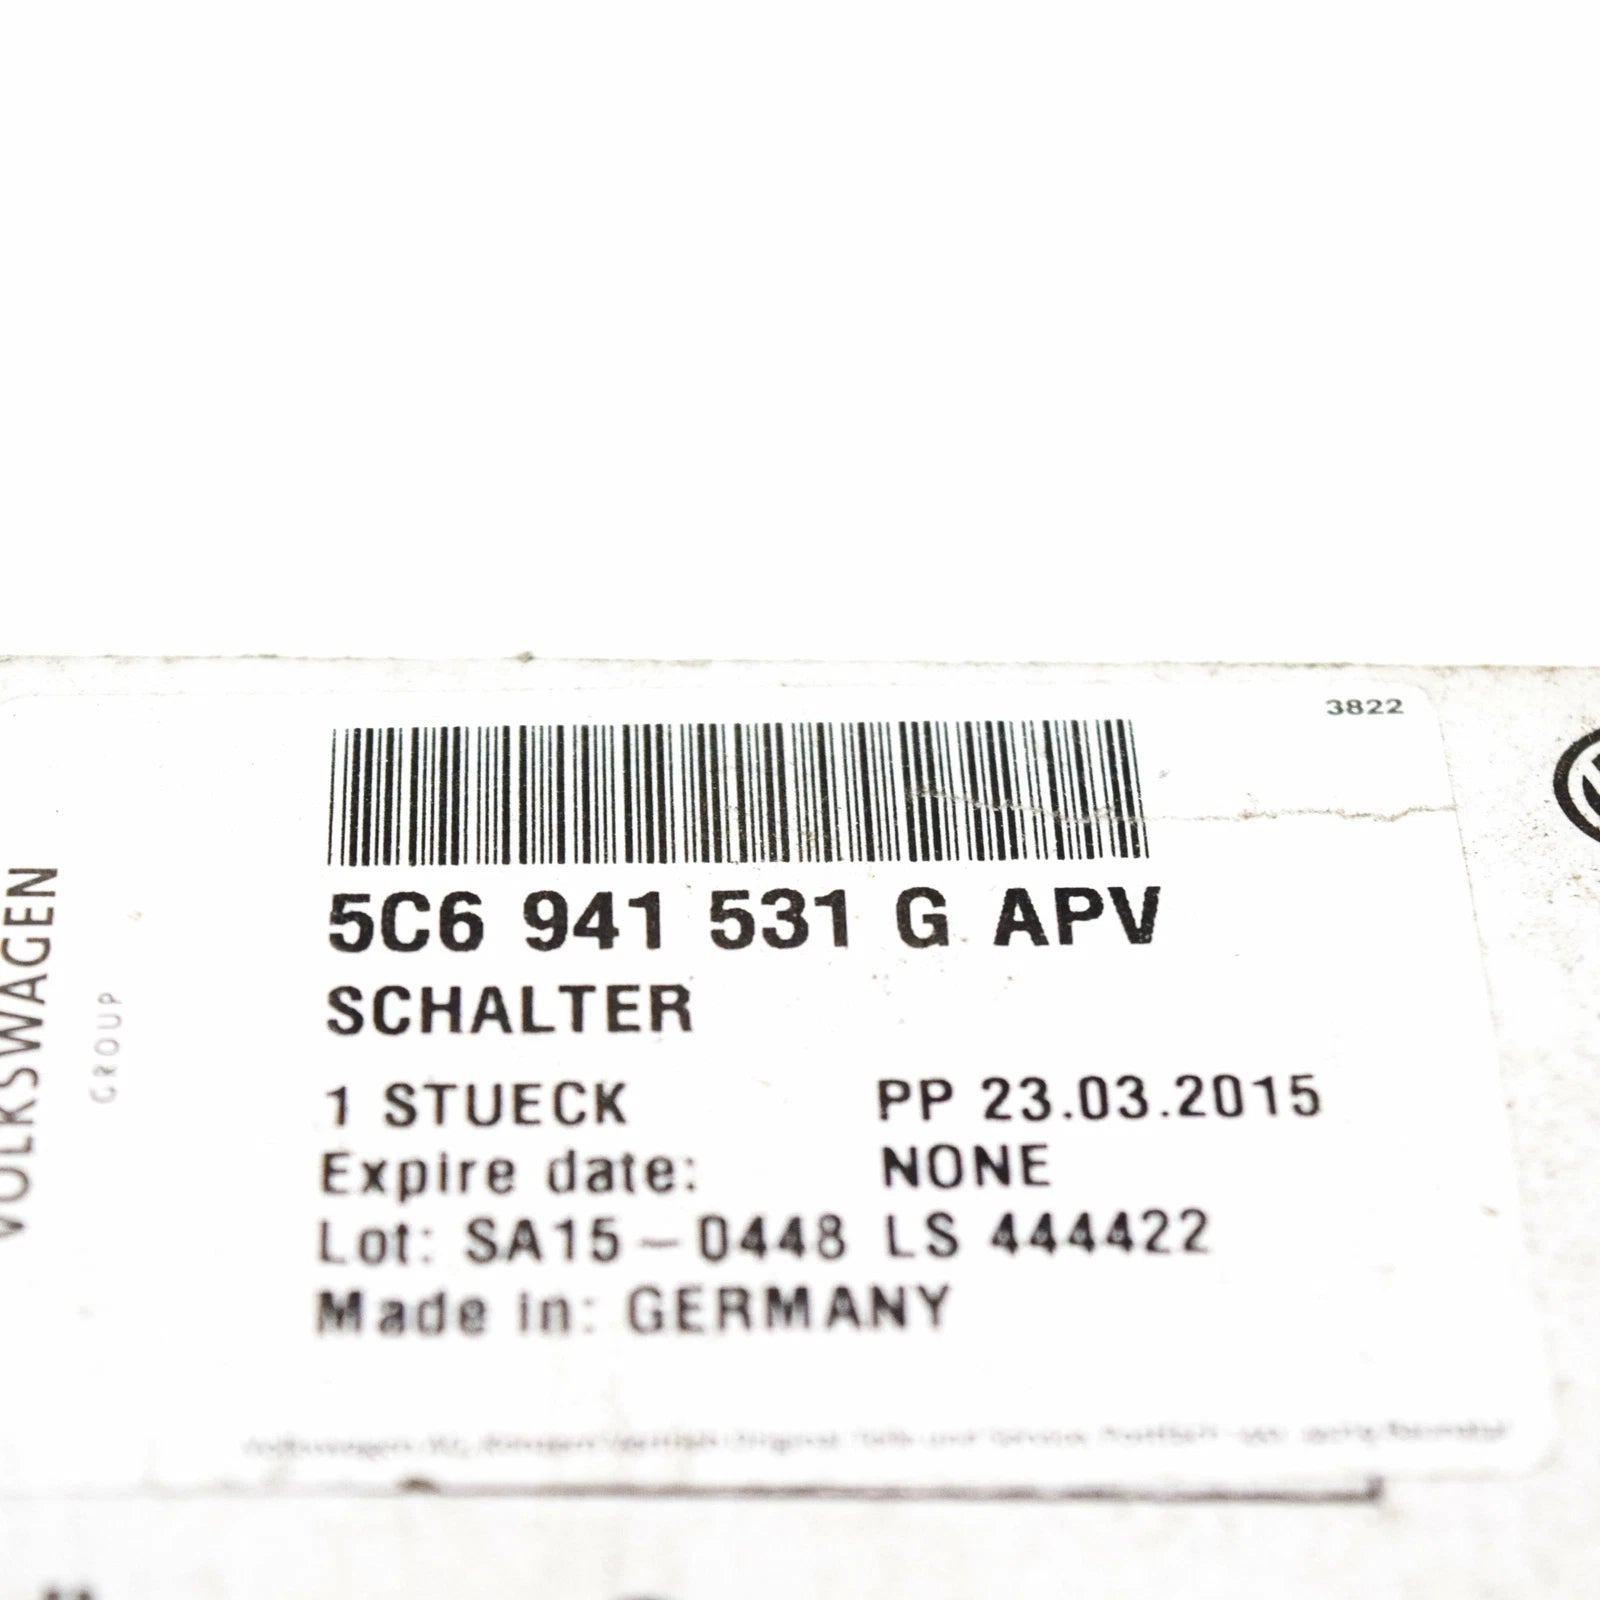 3822
5C6 941 531 G APV
SCHALTER
1 STUECK PP 23.03.2015
Expire date: NONE
Lot: SA15-0448 LS 444422
Made in: GERMANY
VOLKSWAGEN
GROUP